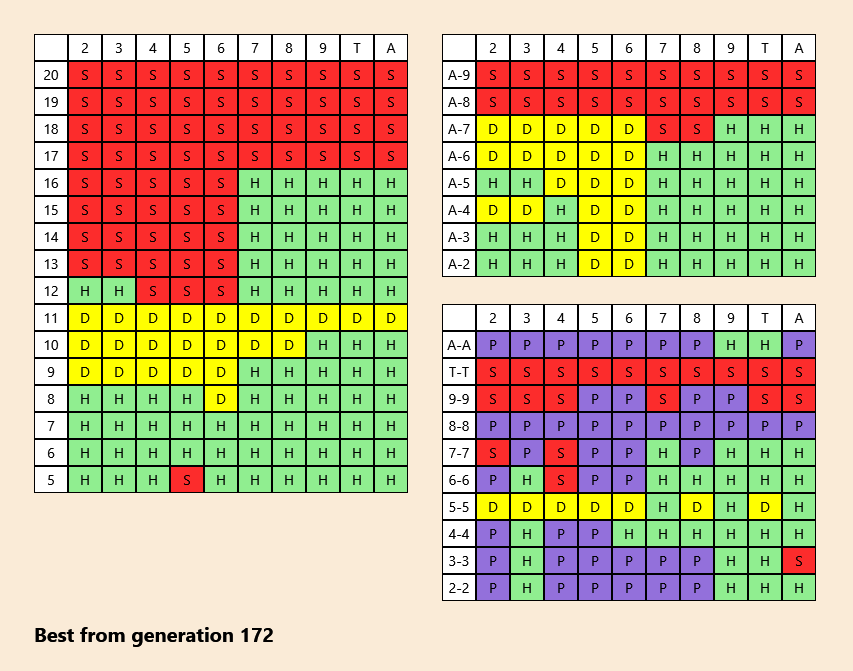 2 3 4 5 6 7 8 9 T A
20 S S S S S S S S S S
19 S S S S S S S S S S
18 S S S S S S S S S S
17 S S S S S S S S S S
16 S S S S S H H H H H
15 S S S S S H H H H H
14 S S S S S H H H H H
13 S S S S S H H H H H
12 H H S S S H H H H H
11 D D D D D D D D D D
10 D D D D D D D H H H
9 D D D D D H H H H H
8 H H H H D H H H H H
7 H H H H H H H H H H
6 H H H H H H H H H H
5 H H H S H H H H H H
2 3 4 5 6 7 8 9 T A
A-9 S S S S S S S S S S
A-8 S S S S S S S S S S
A-7 D D D D D S S H H H
A-6 D D D D D H H H H H
A-5 H H D D D H H H H H
A-4 D D H D D H H H H H
A-3 H H H D D H H H H H
A-2 H H H D D H H H H H
2 3 4 5 6 7 8 9 T A
A-A P P P P P P P H H P
T-T S S S S S S S S S S
9-9 S S S P P S P P S S
8-8 P P P P P P P P P P
7-7 S P S P P H P H H H
6-6 P H S P P H H H H H
5-5 D D D D D H D H D H
4-4 P H P P H H H H H H
3-3 P H P P P P P H H S
2-2 P H P P P P P H H H
Best from generation 172